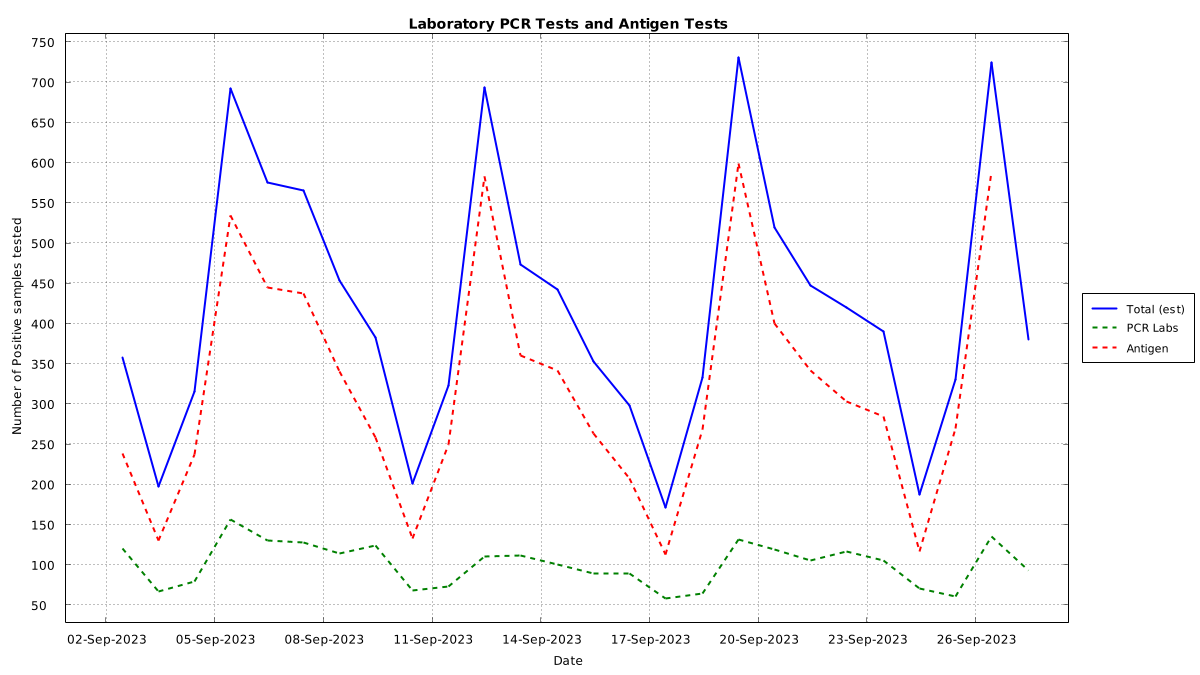 Laboratory PCR Tests and Antigen Tests
750
700
650
600
550
500
450
400
350
300
250
200
150
100
50
Number of Positive samples tested
02-Sep-2023 05-Sep-2023 08-Sep-2023 11-Sep-2023 14-Sep-2023 17-Sep-2023 20-Sep-2023 23-Sep-2023 26-Sep-2023
Date
Total (est)
PCR Labs
Antigen